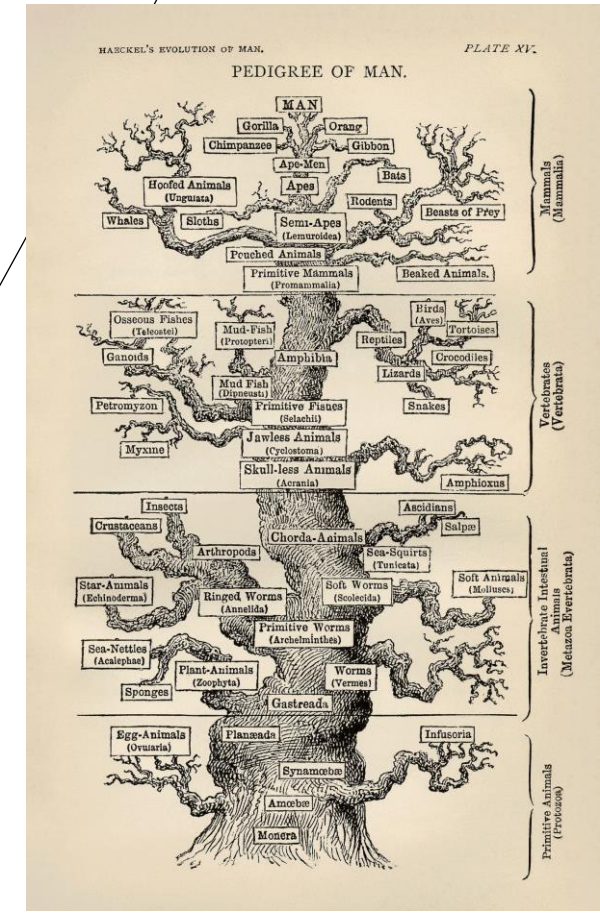 HAECKEL'S EVOLUTION OF MAN.
PLATE XV.
PEDIGREE OF MAN.
MAN
Gorilla
Orang
Chimpanzee
Gibbon
Ape-Men
Bats
Hoofed Animals
(Ungulata)
Apes
Rodents
Whales
Sloths
Semi-Apes
(Lemuroidea)
Beasts of Prey
Pouched Animals
Primitive Mammals
(Promammalia)
Beaked Animals.
Mammals
(Mammalia)
Osseous Fishes
(Teleostei)
Mud-Fish
(Protopteri)
Birds
(Aves)
Tortoises
Ganoids
Amphibia
Reptiles
Crocodiles
Mud Fish
(Dipneusti)
Lizards
Petromyzon
Primitive Fishes
(Selachii)
Snakes
Myxine
Jawless Animals
(Cyclostoma)
Skull-less Animals
(Acrania)
Amphioxus
Vertebrates
(Vertebrata)
Insects
Ascidians
Crustaceans
Salpæ
Arthropods
Chorda-Animals
Sea-Squirts
(Tunicata)
Star-Animals
(Echinoderma)
Ringed Worms
(Annelida)
Soft Worms
(Scolecida)
Soft Animals
(Molluscs)
Primitive Worms
(Archelminthes)
Sea-Nettles
(Acalephae)
Plant-Animals
(Zoophyta)
Worms
(Vermes)
Sponges
Gastreada
Invertebrate Intestinal
Animals
(Metazoa Evertebrata)
Egg-Animals
(Ovularia)
Planæada
Infusoria
Synamœbæ
Amœbæ
Monera
Primitive Animals
(Protozoa)